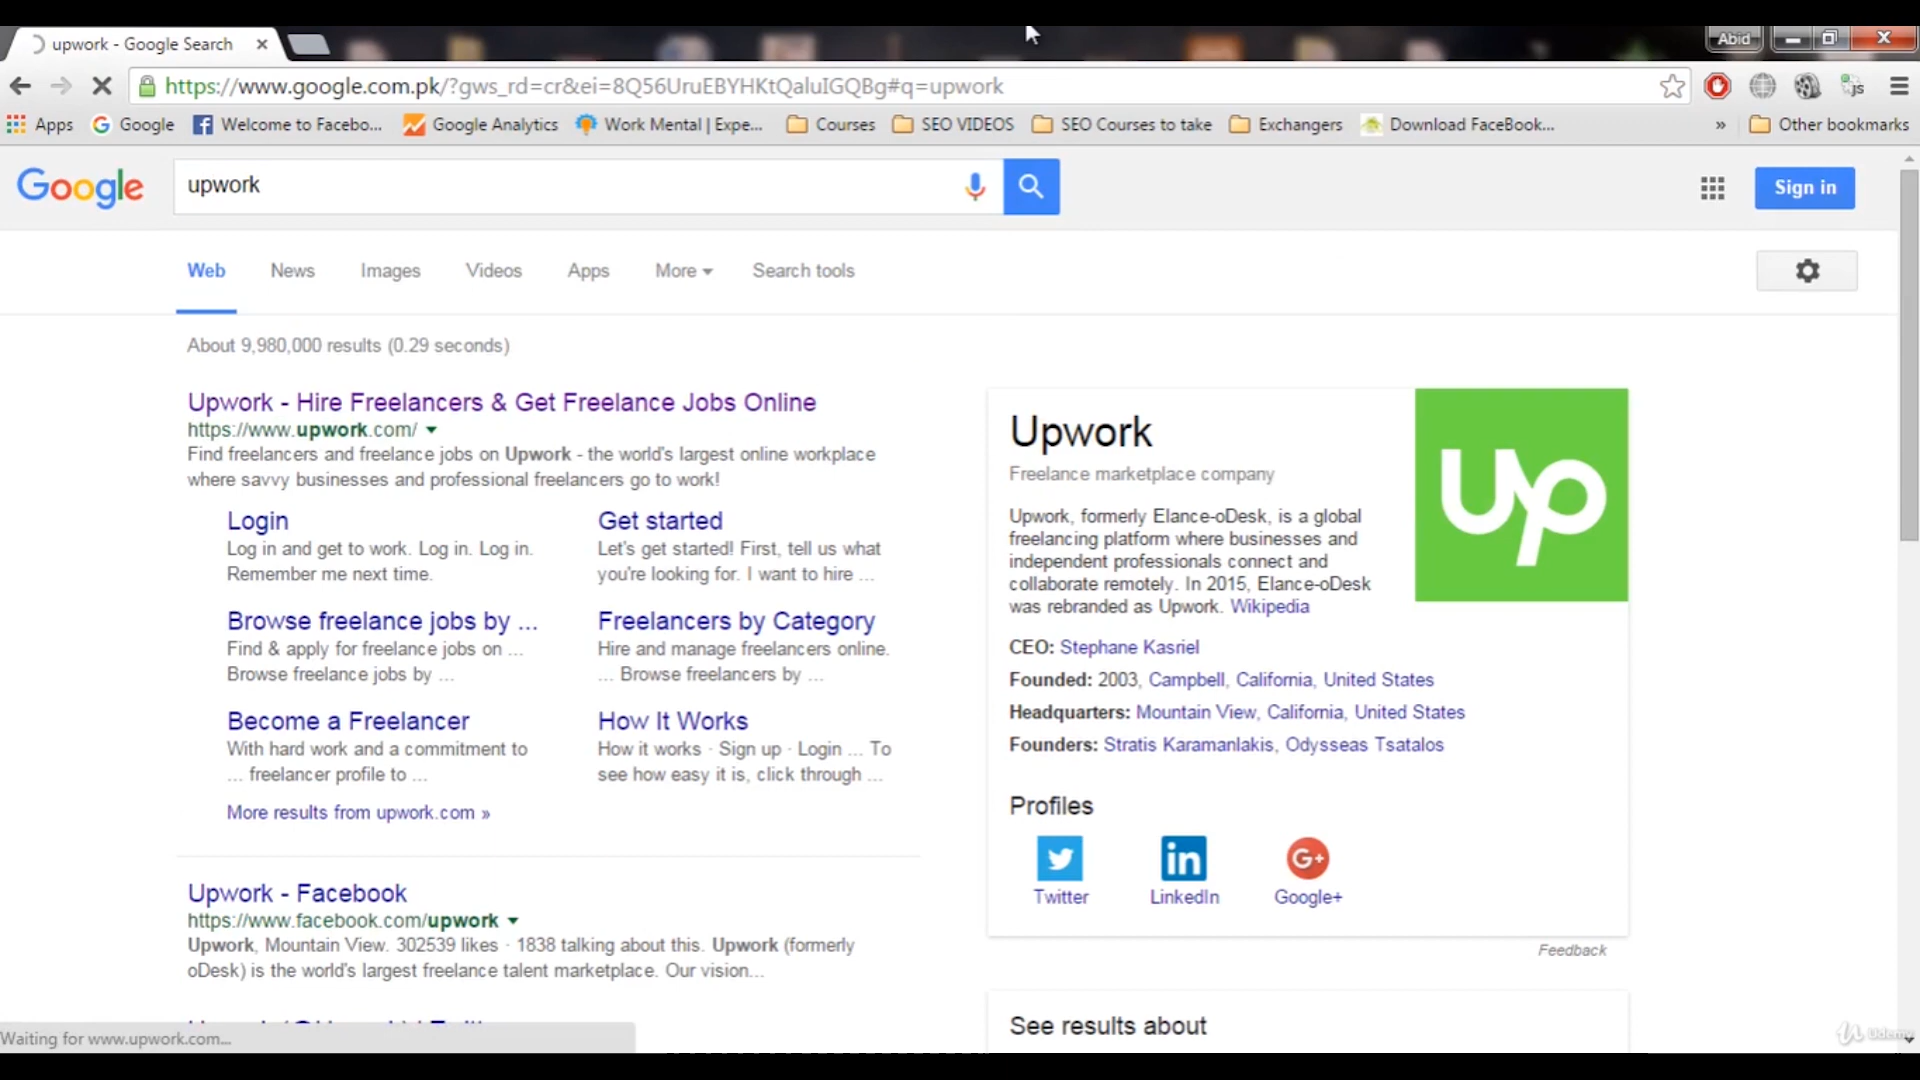 upwork - Google Search
Abid
https://www.google.com.pk/?gws_rd=cr&ei=8Q56UruEBYHKtQaluIGQBg#q=upwork
js
Apps
Google
Welcome to Facebo...
Google Analytics
Work Mental | Expe...
Courses
SEO VIDEOS
SEO Courses to take
Exchangers
Download FaceBook...
»
Other bookmarks
Google
upwork
Sign in
Web
News
Images
Videos
Apps
More
Search tools
About 9,980,000 results (0.29 seconds)
Upwork - Hire Freelancers & Get Freelance Jobs Online
https://www.upwork.com/
Find freelancers and freelance jobs on Upwork - the world's largest online workplace
where savvy businesses and professional freelancers go to work!
Login
Log in and get to work. Log in. Log in.
Remember me next time.
Get started
Let's get started! First, tell us what
you're looking for. I want to hire ...
Browse freelance jobs by ...
Find & apply for freelance jobs on ...
Browse freelance jobs by ...
Freelancers by Category
Hire and manage freelancers online.
... Browse freelancers by ...
Become a Freelancer
With hard work and a commitment to
... freelancer profile to ...
How It Works
How it works · Sign up · Login ... To
see how easy it is, click through ...
More results from upwork.com »
Upwork - Facebook
https://www.facebook.com/upwork
Upwork, Mountain View. 302539 likes · 1838 talking about this. Upwork (formerly
oDesk) is the world's largest freelance talent marketplace. Our vision...
Waiting for www.upwork.com...
Upwork
Freelance marketplace company
Upwork, formerly Elance-oDesk, is a global
freelancing platform where businesses and
independent professionals connect and
collaborate remotely. In 2015, Elance-oDesk
was rebranded as Upwork. Wikipedia
up
CEO: Stephane Kasriel
Founded: 2003, Campbell, California, United States
Headquarters: Mountain View, California, United States
Founders: Stratis Karamanlakis, Odysseas Tsatalos
Profiles
in
G+
Twitter
LinkedIn
Google+
Feedback
See results about
Udemy